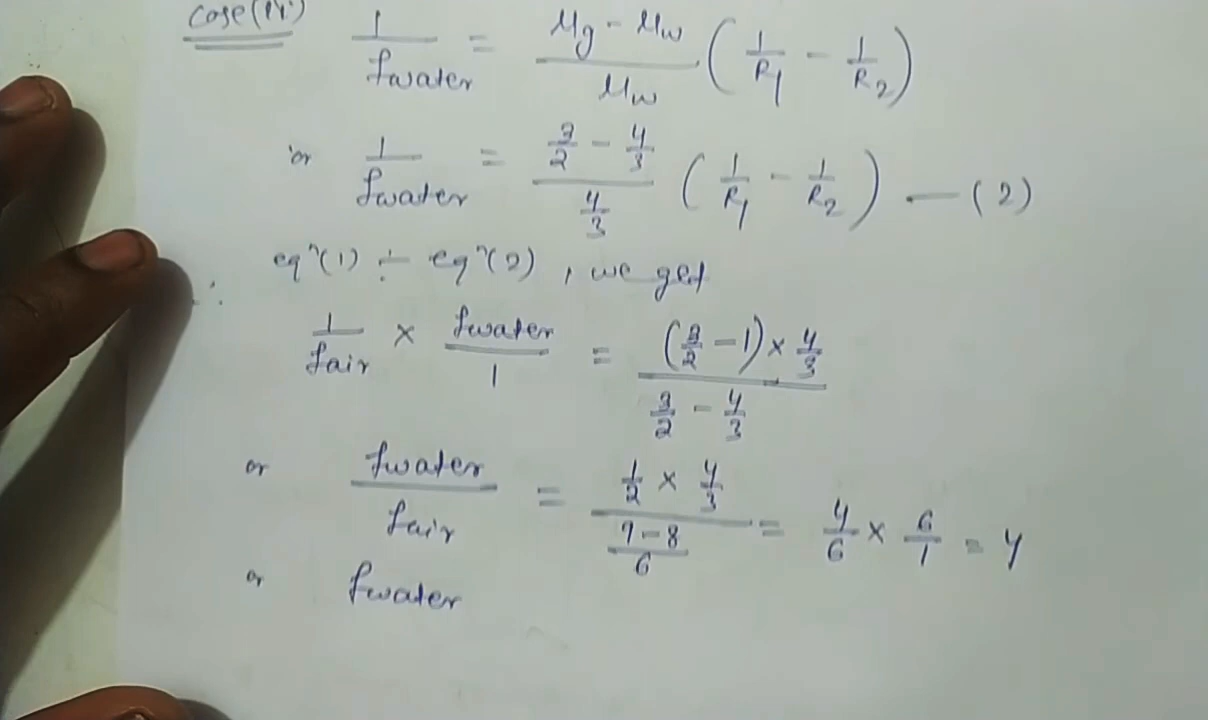 Case(ii)
1/fwater = (μg - μw)/μw (1/R1 - 1/R2)
or 1/fwater = (3/2 - 4/3)/(4/3) (1/R1 - 1/R2) — (2)
∴ eqn(1) ÷ eqn(2), we get
1/fair × fwater/1 = ((3/2 - 1) × 4/3)/(3/2 - 4/3)
or fwater/fair = (1/2 × 4/3)/((9-8)/6) = 4/6 × 6/1 = 4
or fwater